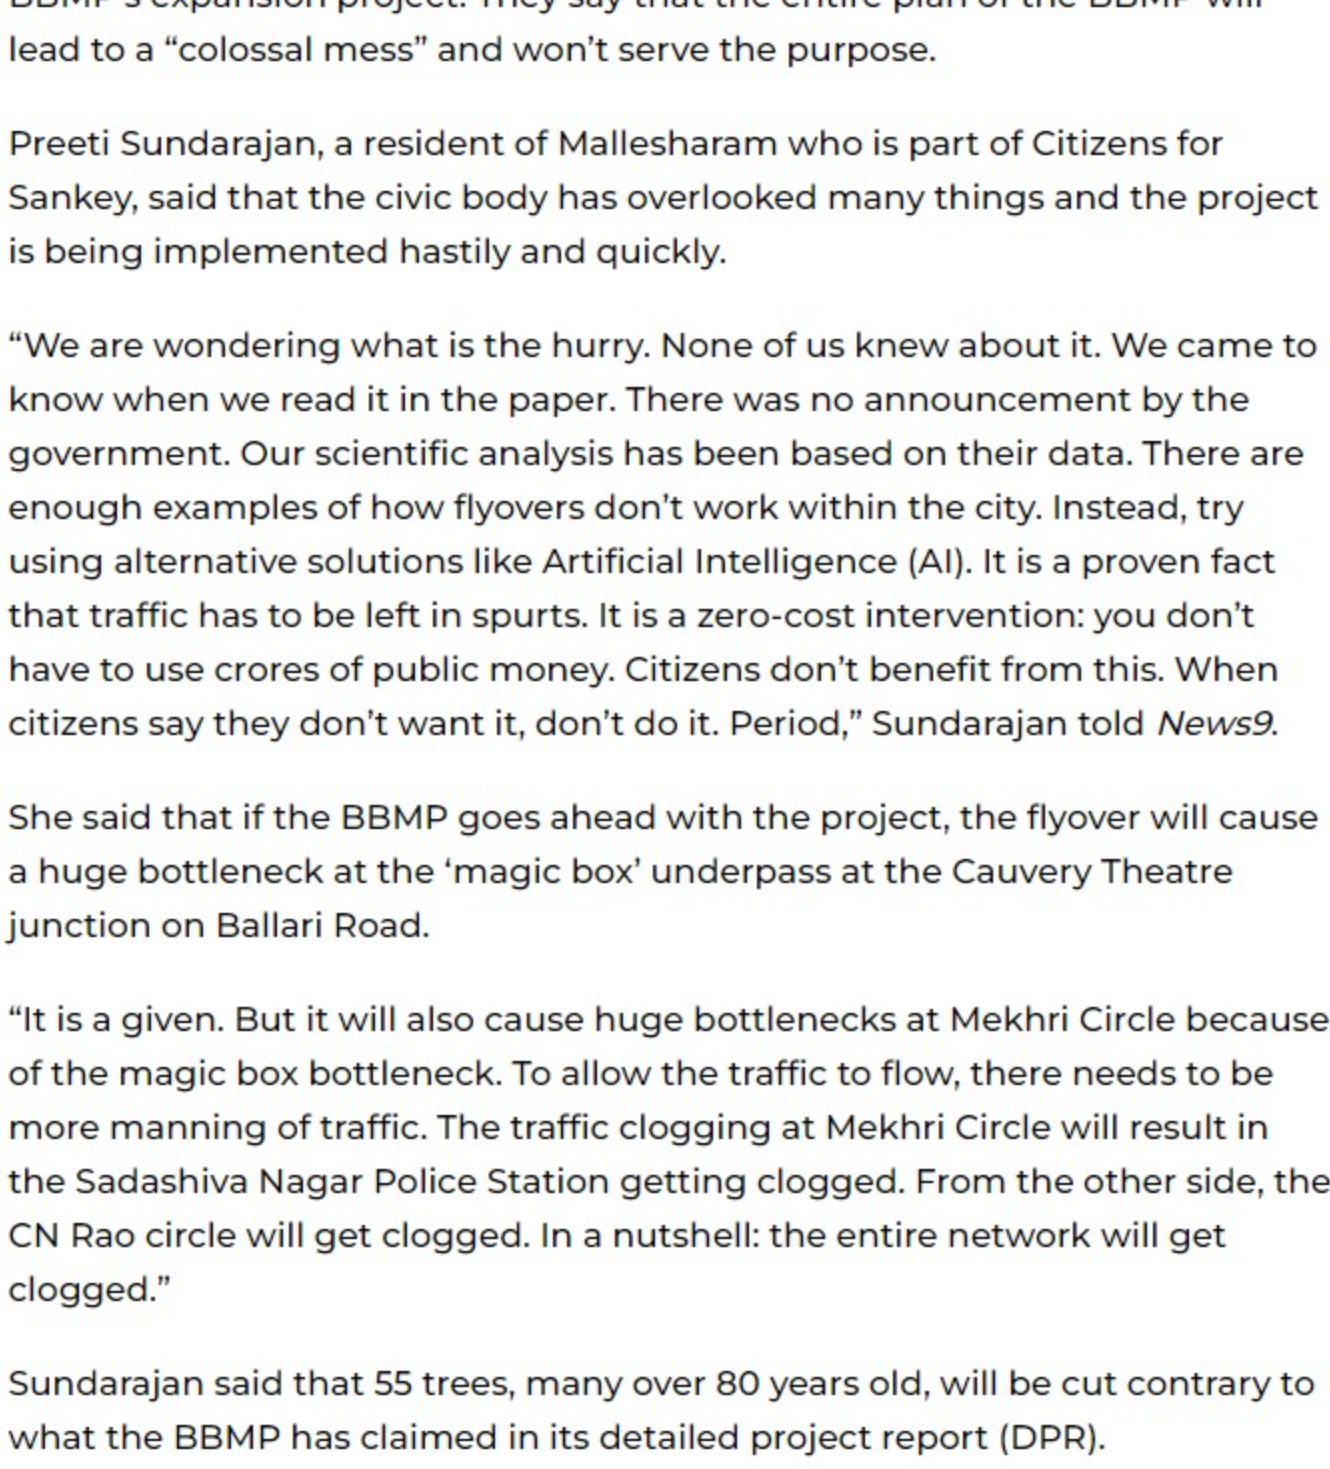 BBMP's expansion project. They say that the entire plan of the BBMP will
lead to a “colossal mess” and won’t serve the purpose.
Preeti Sundarajan, a resident of Mallesharam who is part of Citizens for
Sankey, said that the civic body has overlooked many things and the project
is being implemented hastily and quickly.
“We are wondering what is the hurry. None of us knew about it. We came to
know when we read it in the paper. There was no announcement by the
government. Our scientific analysis has been based on their data. There are
enough examples of how flyovers don’t work within the city. Instead, try
using alternative solutions like Artificial Intelligence (AI). It is a proven fact
that traffic has to be left in spurts. It is a zero-cost intervention: you don’t
have to use crores of public money. Citizens don’t benefit from this. When
citizens say they don’t want it, don’t do it. Period,” Sundarajan told News9.
She said that if the BBMP goes ahead with the project, the flyover will cause
a huge bottleneck at the ‘magic box’ underpass at the Cauvery Theatre
junction on Ballari Road.
“It is a given. But it will also cause huge bottlenecks at Mekhri Circle because
of the magic box bottleneck. To allow the traffic to flow, there needs to be
more manning of traffic. The traffic clogging at Mekhri Circle will result in
the Sadashiva Nagar Police Station getting clogged. From the other side, the
CN Rao circle will get clogged. In a nutshell: the entire network will get
clogged.”
Sundarajan said that 55 trees, many over 80 years old, will be cut contrary to
what the BBMP has claimed in its detailed project report (DPR).